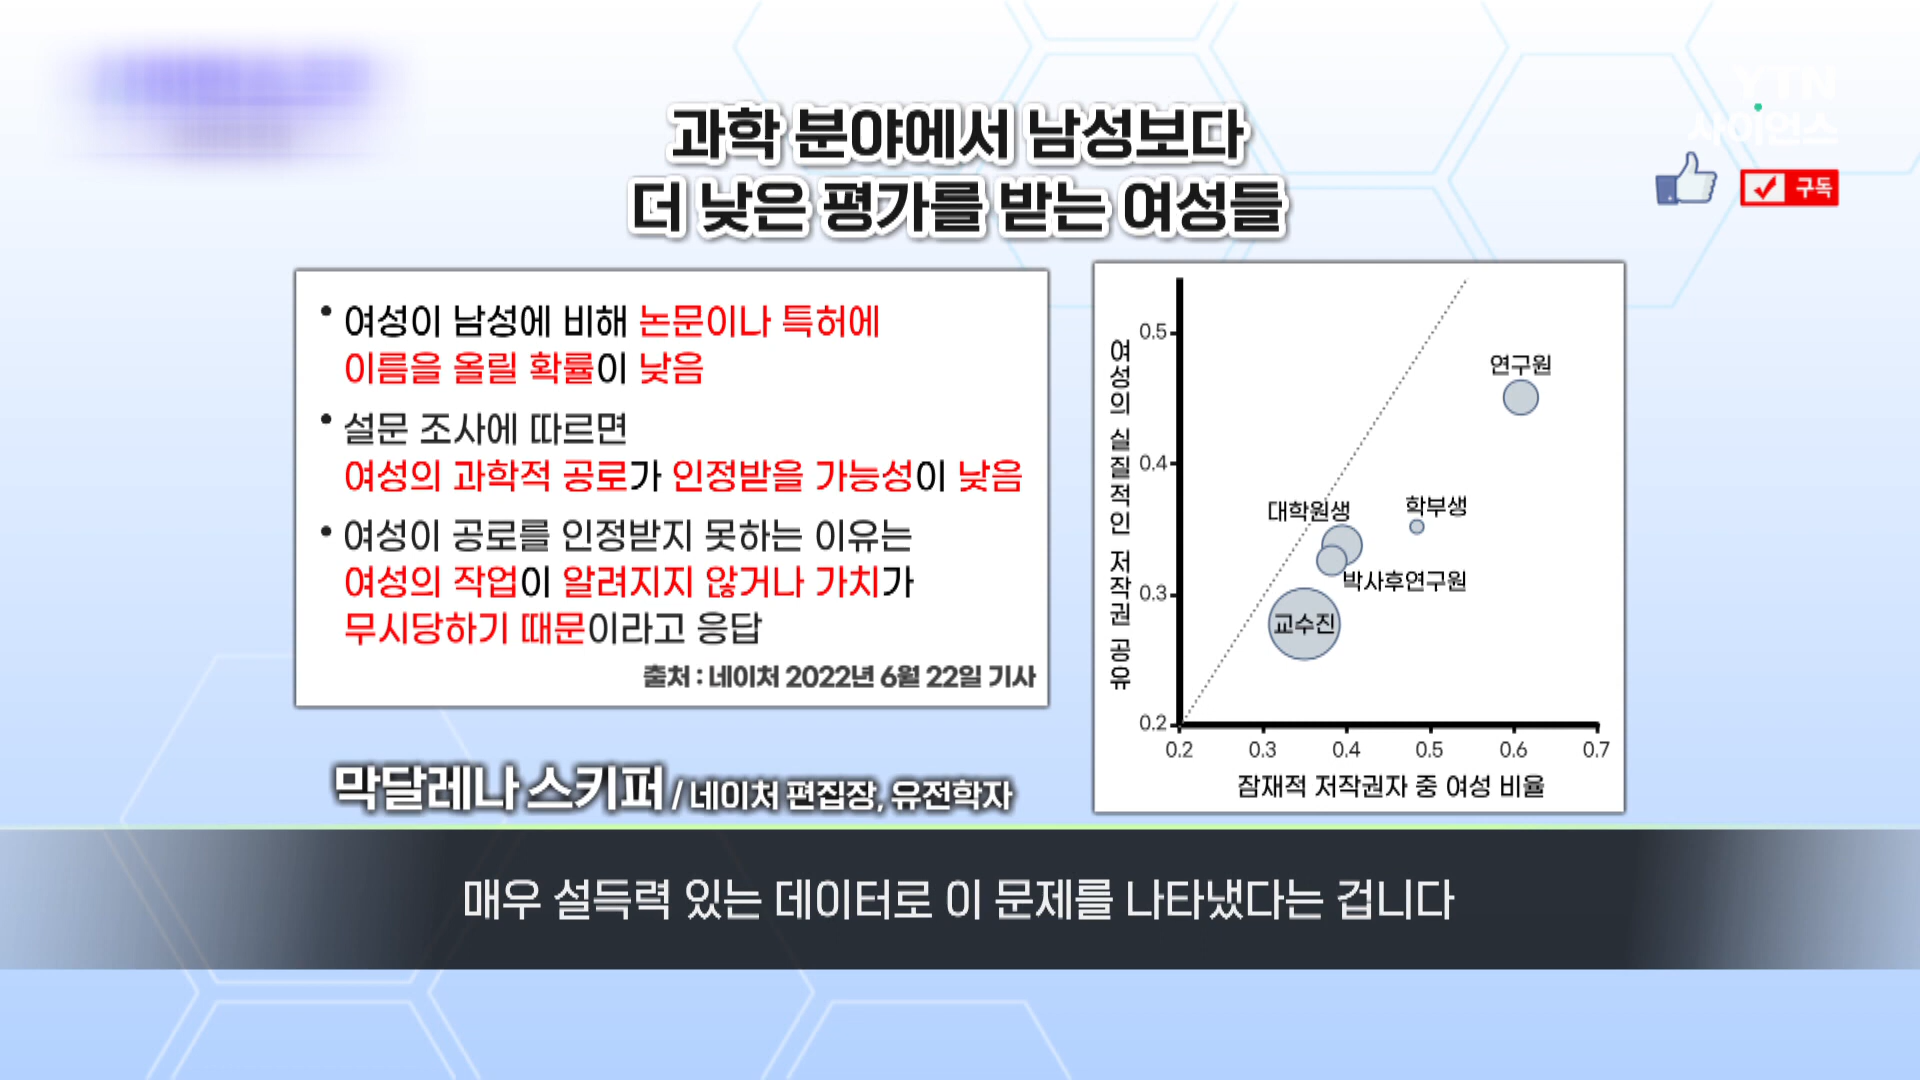 YTN
사이언스
구독
과학 분야에서 남성보다
더 낮은 평가를 받는 여성들
• 여성이 남성에 비해 논문이나 특허에
이름을 올릴 확률이 낮음
• 설문 조사에 따르면
여성의 과학적 공로가 인정받을 가능성이 낮음
• 여성이 공로를 인정받지 못하는 이유는
여성의 작업이 알려지지 않거나 가치가
무시당하기 때문이라고 응답
출처 : 네이처 2022년 6월 22일 기사
여성의 실질적인 저작권 공유
0.5
0.4
0.3
0.2
연구원
대학원생
학부생
박사후연구원
교수진
0.2 0.3 0.4 0.5 0.6 0.7
잠재적 저작권자 중 여성 비율
막달레나 스키퍼 / 네이처 편집장, 유전학자
매우 설득력 있는 데이터로 이 문제를 나타냈다는 겁니다